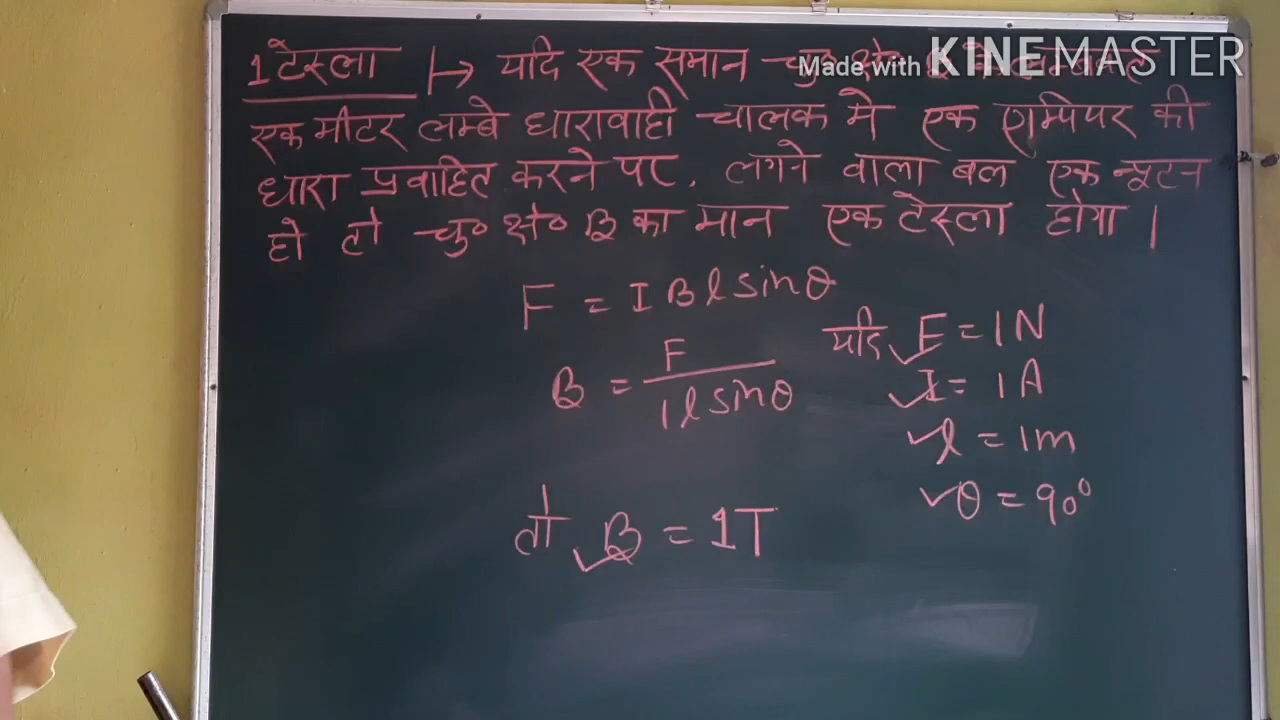 1 टेस्ला |→ यदि एक समान चु०
Made with KINEMASTER
एक मीटर लम्बे धारावाही चालक मे एक एम्पियर की
धारा प्रवाहित करने पर, लगने वाला बल एक न्यूटन
हो तो चु० क्षे० B का मान एक टेस्ला होगा ।
F = I B l sinθ
B = F / I l sinθ
यदि ✓F = 1N
✓I = 1A
✓l = 1m
✓θ = 90°
तो ✓B = 1T